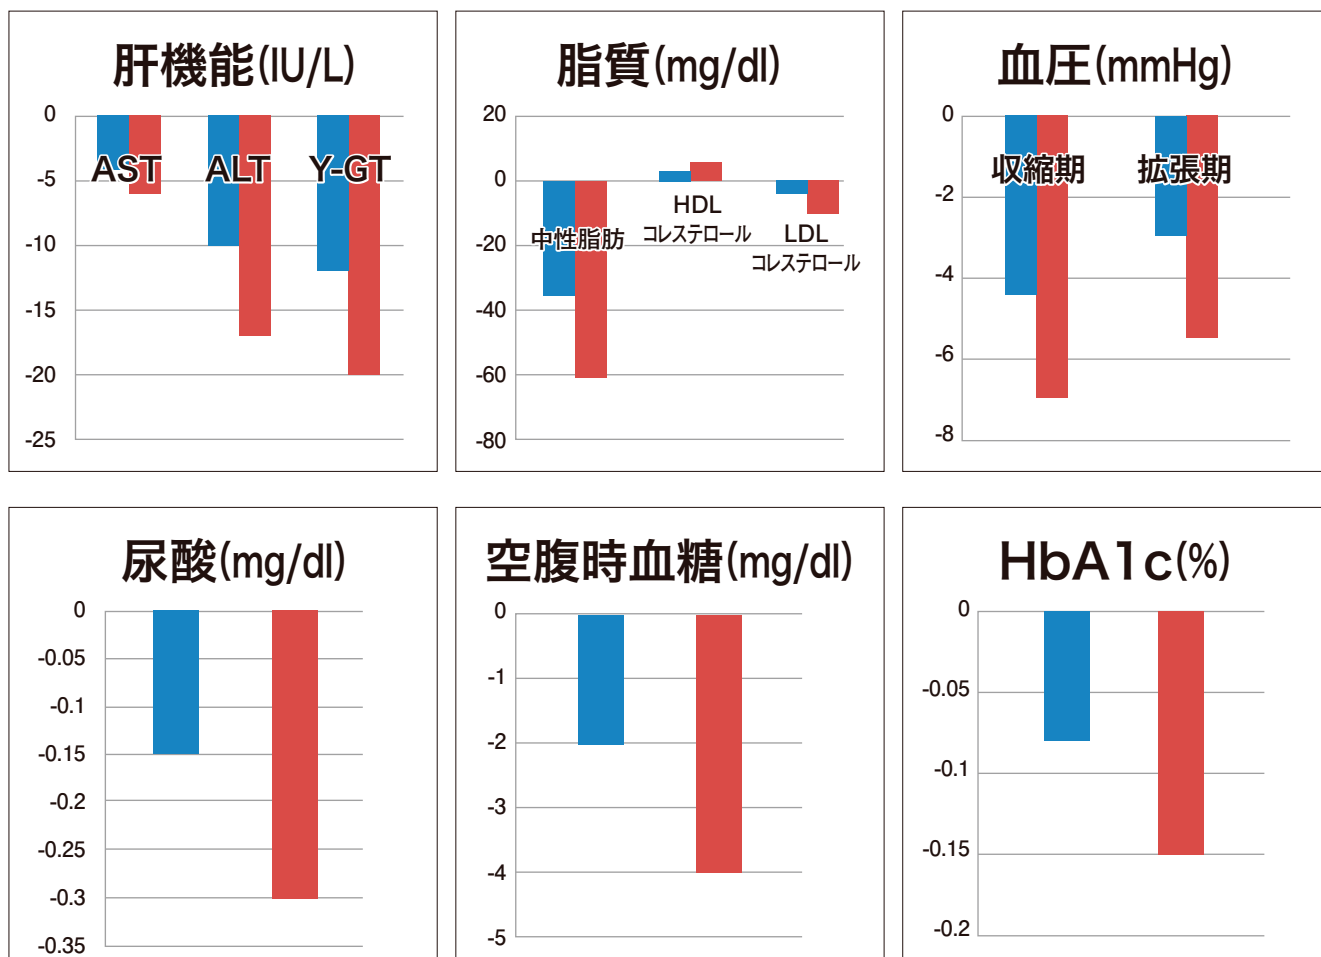 肝機能(IU/L)
0
-5
-10
-15
-20
-25
AST
ALT
Y-GT
脂質(mg/dl)
20
0
-20
-40
-60
-80
中性脂肪
HDL
コレステロール
LDL
コレステロール
血圧(mmHg)
0
-2
-4
-6
-8
収縮期
拡張期
尿酸(mg/dl)
0
-0.05
-0.1
-0.15
-0.2
-0.25
-0.3
-0.35
空腹時血糖(mg/dl)
0
-1
-2
-3
-4
-5
HbA1c(%)
0
-0.05
-0.1
-0.15
-0.2